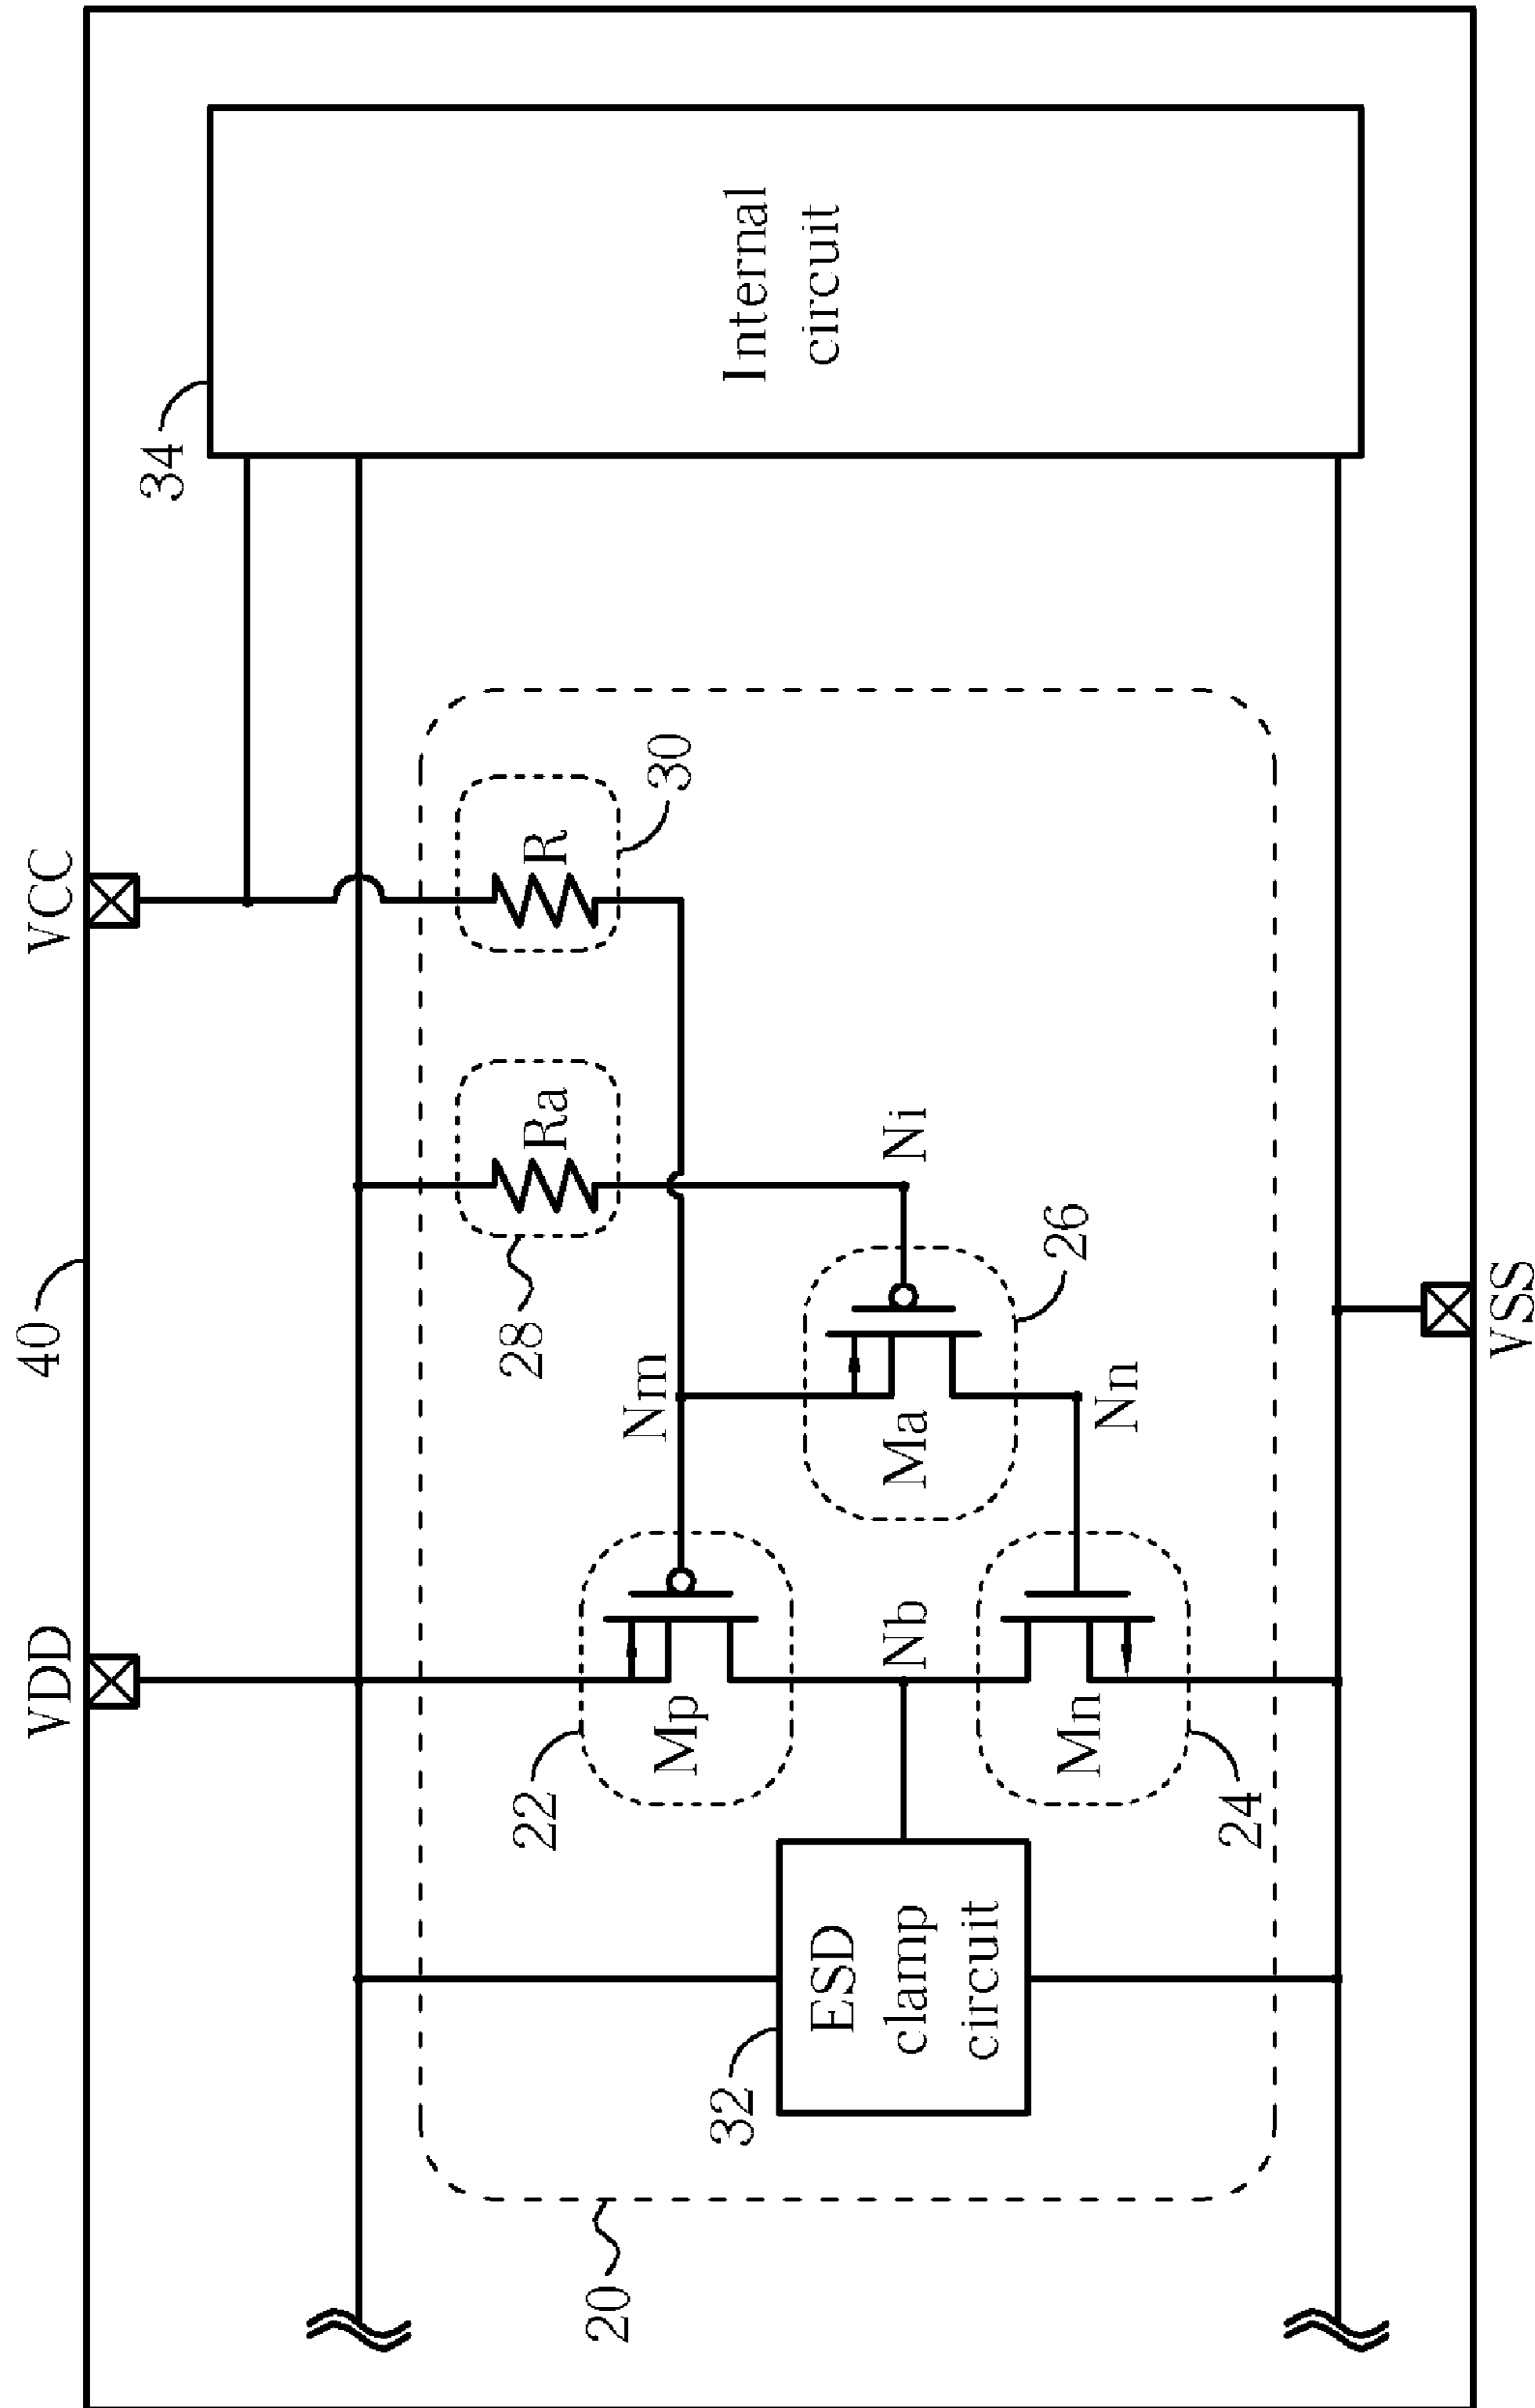 40
VDD
VCC
34
Internal
circuit
28
Ra
R
30
22
Mp
Nm
Ni
32
ESD
clamp
circuit
Nb
Ma
26
Mn
Nn
24
20
VSS